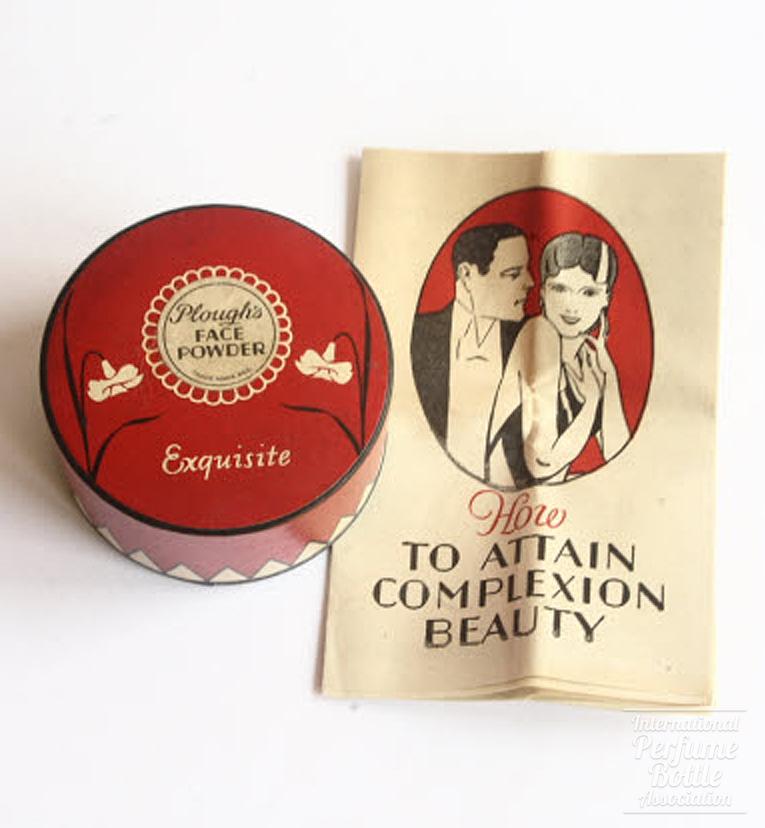 Plough's
FACE
POWDER
Exquisite
How
TO ATTAIN
COMPLEXION
BEAUTY
International
Perfume
Bottle
Association